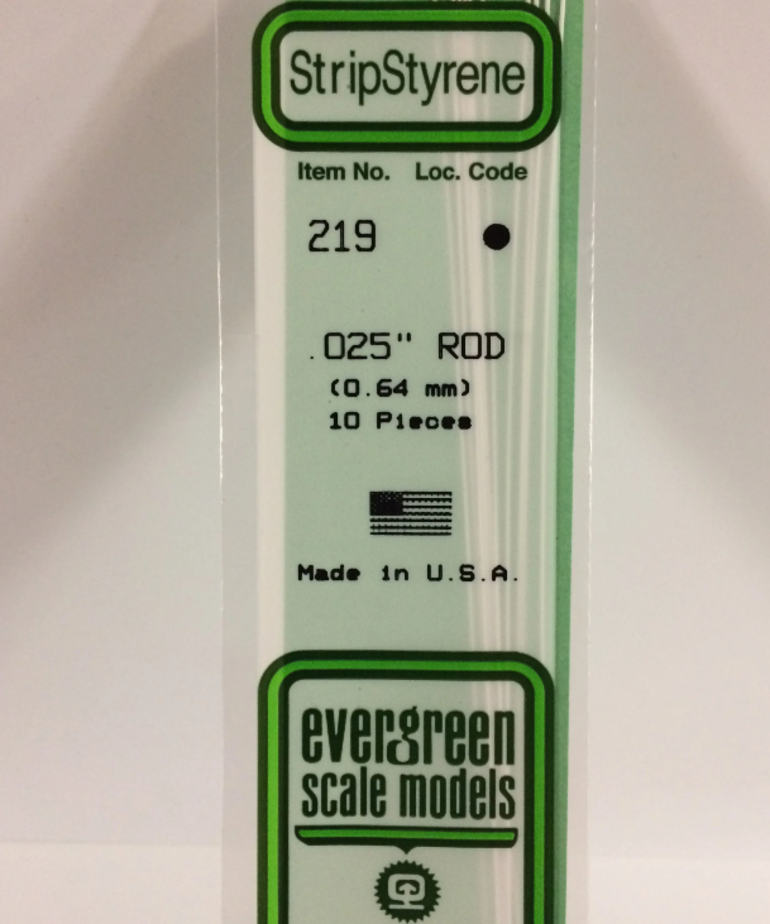 StripStyrene
Item No. Loc. Code
219 ●
.025" ROD
(0.64 mm)
10 Pieces
Made in U.S.A.
evergreen
scale models